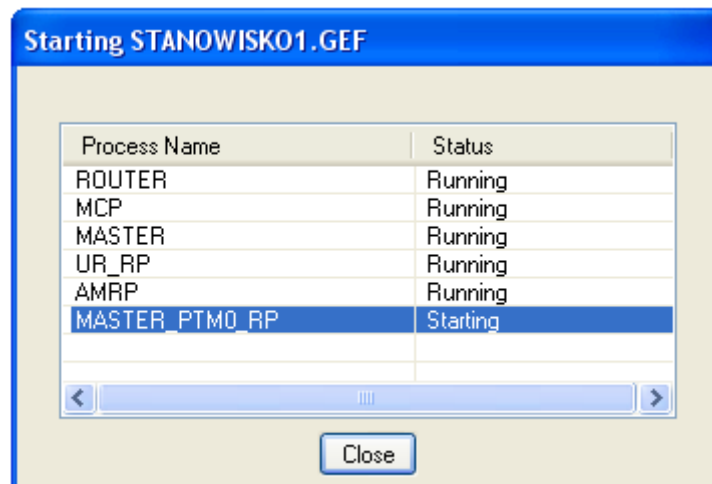 Starting STANOWISKO1.GEF
Process Name Status
ROUTER Running
MCP Running
MASTER Running
UR_RP Running
AMRP Running
MASTER_PTM0_RP Starting
Close